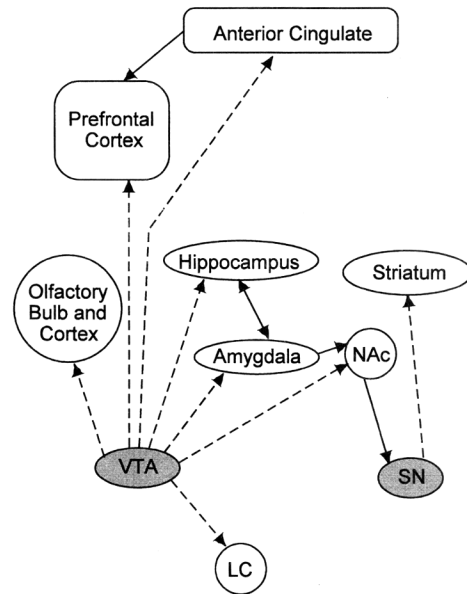 Anterior Cingulate
Prefrontal
Cortex
Hippocampus
Striatum
Olfactory
Bulb and
Cortex
Amygdala
NAc
VTA
SN
LC